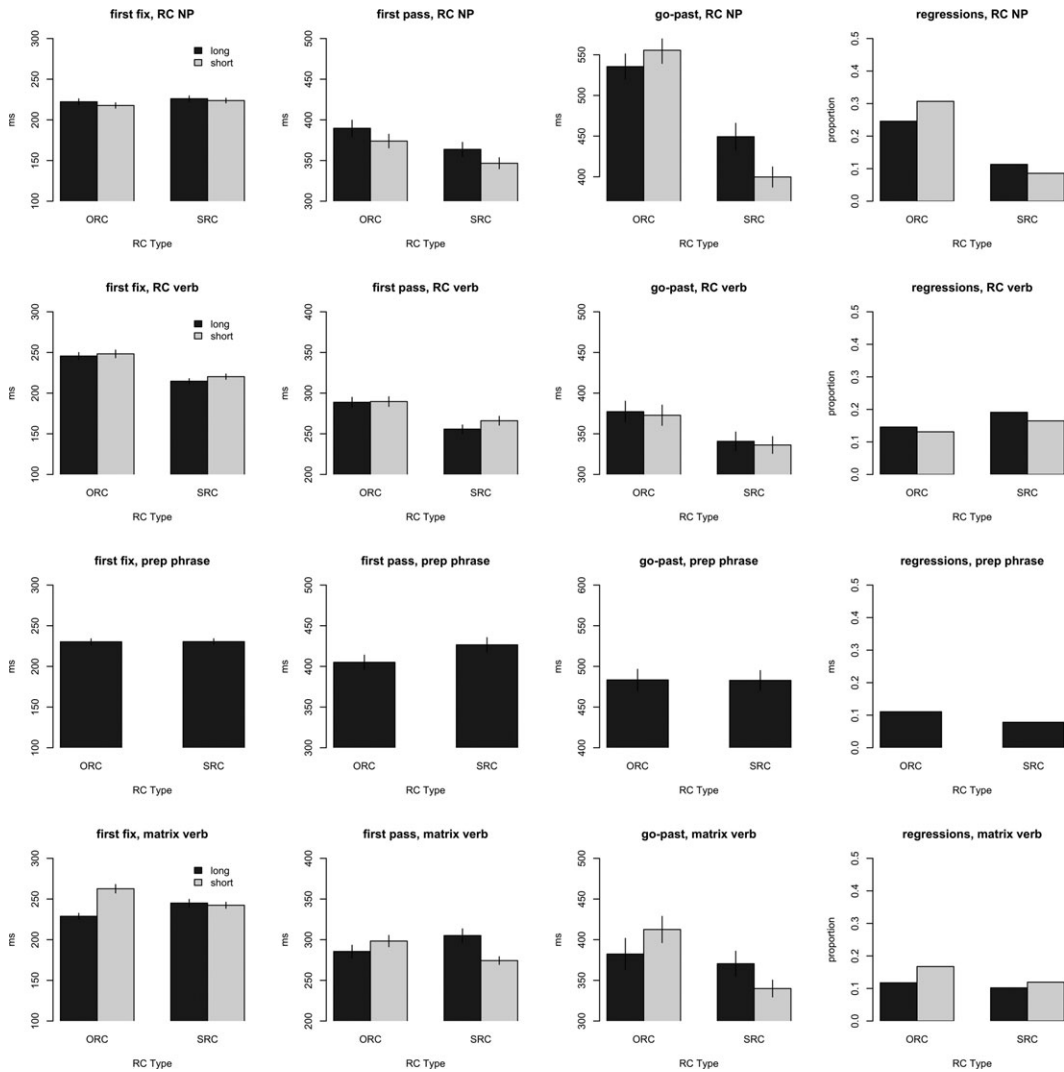 first fix, RC NP
300
250
200
150
100
ms
long
short
ORC
SRC
RC Type
first pass, RC NP
500
450
400
350
300
ms
ORC
SRC
RC Type
go-past, RC NP
550
450
400
ms
ORC
SRC
RC Type
regressions, RC NP
0.5
0.4
0.3
0.2
0.1
0.0
proportion
ORC
SRC
RC Type
first fix, RC verb
300
250
200
150
100
ms
long
short
ORC
SRC
RC Type
first pass, RC verb
400
350
300
250
200
ms
ORC
SRC
RC Type
go-past, RC verb
500
450
400
350
300
ms
ORC
SRC
RC Type
regressions, RC verb
0.5
0.4
0.3
0.2
0.1
0.0
proportion
ORC
SRC
RC Type
first fix, prep phrase
300
250
200
150
100
ms
ORC
SRC
RC Type
first pass, prep phrase
500
450
400
350
300
ms
ORC
SRC
RC Type
go-past, prep phrase
600
550
500
450
400
ms
ORC
SRC
RC Type
regressions, prep phrase
0.5
0.4
0.3
0.2
0.1
0.0
ms
ORC
SRC
RC Type
first fix, matrix verb
300
250
200
150
100
ms
long
short
ORC
SRC
RC Type
first pass, matrix verb
400
350
300
250
200
ms
ORC
SRC
RC Type
go-past, matrix verb
500
450
400
350
300
ms
ORC
SRC
RC Type
regressions, matrix verb
0.5
0.4
0.3
0.2
0.1
0.0
proportion
ORC
SRC
RC Type